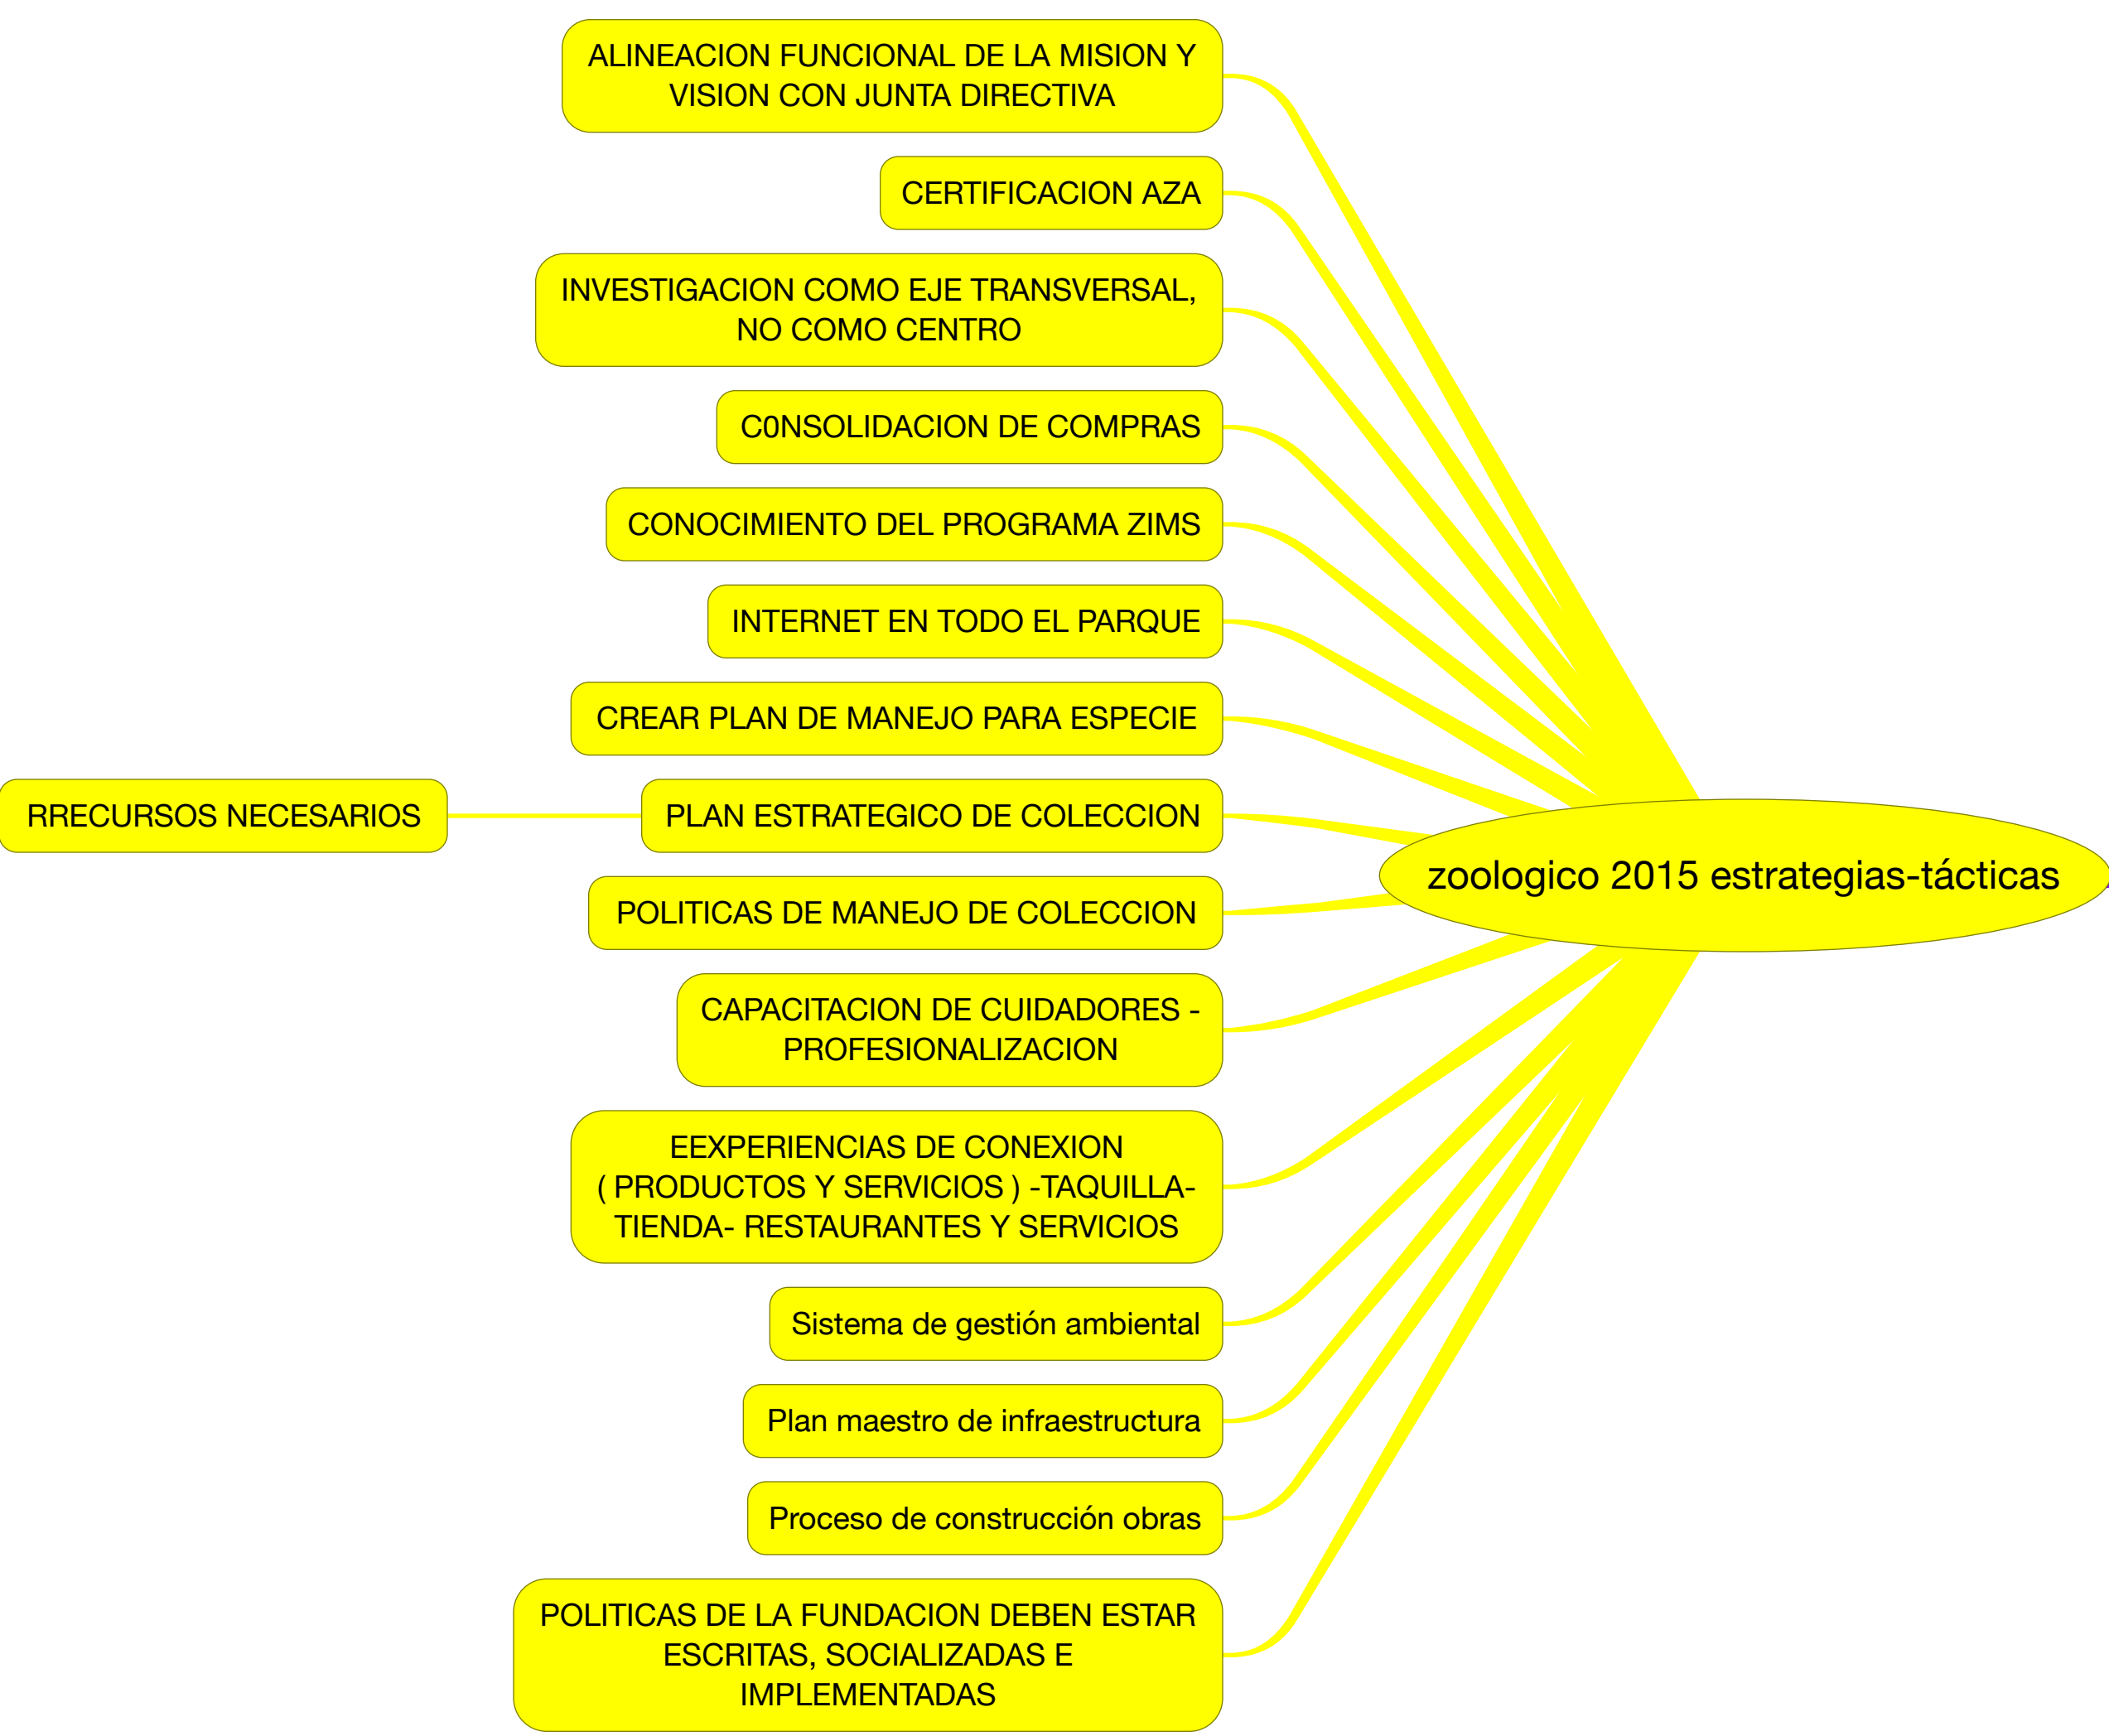 ALINEACION FUNCIONAL DE LA MISION Y
VISION CON JUNTA DIRECTIVA
CERTIFICACION AZA
INVESTIGACION COMO EJE TRANSVERSAL,
NO COMO CENTRO
C0NSOLIDACION DE COMPRAS
CONOCIMIENTO DEL PROGRAMA ZIMS
INTERNET EN TODO EL PARQUE
CREAR PLAN DE MANEJO PARA ESPECIE
RRECURSOS NECESARIOS
PLAN ESTRATEGICO DE COLECCION
zoologico 2015 estrategias-tácticas
POLITICAS DE MANEJO DE COLECCION
CAPACITACION DE CUIDADORES -
PROFESIONALIZACION
EEXPERIENCIAS DE CONEXION
( PRODUCTOS Y SERVICIOS ) -TAQUILLA-
TIENDA- RESTAURANTES Y SERVICIOS
Sistema de gestión ambiental
Plan maestro de infraestructura
Proceso de construcción obras
POLITICAS DE LA FUNDACION DEBEN ESTAR
ESCRITAS, SOCIALIZADAS E
IMPLEMENTADAS